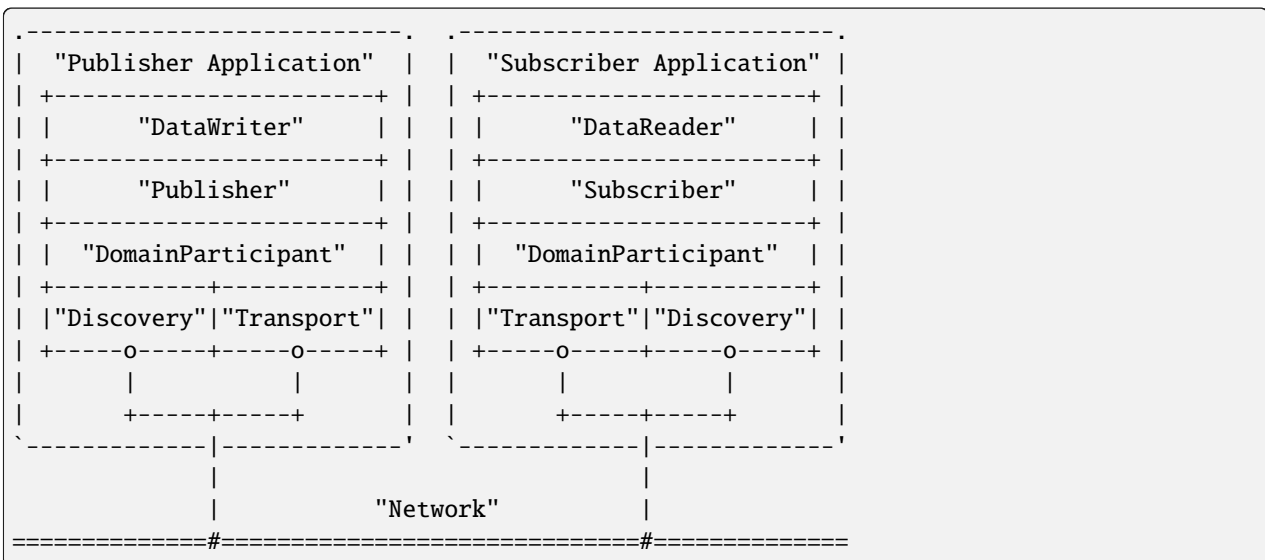 .---------------------------.  .---------------------------.
|  "Publisher Application"  |  |  "Subscriber Application" |
| +-----------------------+ |  | +-----------------------+ |
| |      "DataWriter"     | |  | |      "DataReader"     | |
| +-----------------------+ |  | +-----------------------+ |
| |      "Publisher"      | |  | |      "Subscriber"     | |
| +-----------------------+ |  | +-----------------------+ |
| |  "DomainParticipant"  | |  | |  "DomainParticipant"  | |
| +-----------+-----------+ |  | +-----------+-----------+ |
| |"Discovery"|"Transport"| |  | |"Transport"|"Discovery"| |
| +-----o-----+-----o-----+ |  | +-----o-----+-----o-----+ |
|       |           |       |  |       |           |       |
|       +-----+-----+       |  |       +-----+-----+       |
`-------------|-------------'  `-------------|-------------'
              |                              |
              |           "Network"          |
==============#==============================#==============